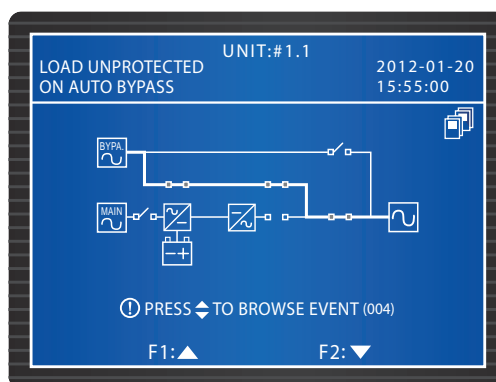 UNIT:#1.1
LOAD UNPROTECTED
ON AUTO BYPASS
2012-01-20
15:55:00
BYPA.
MAIN
PRESS TO BROWSE EVENT (004)
F1:
F2: